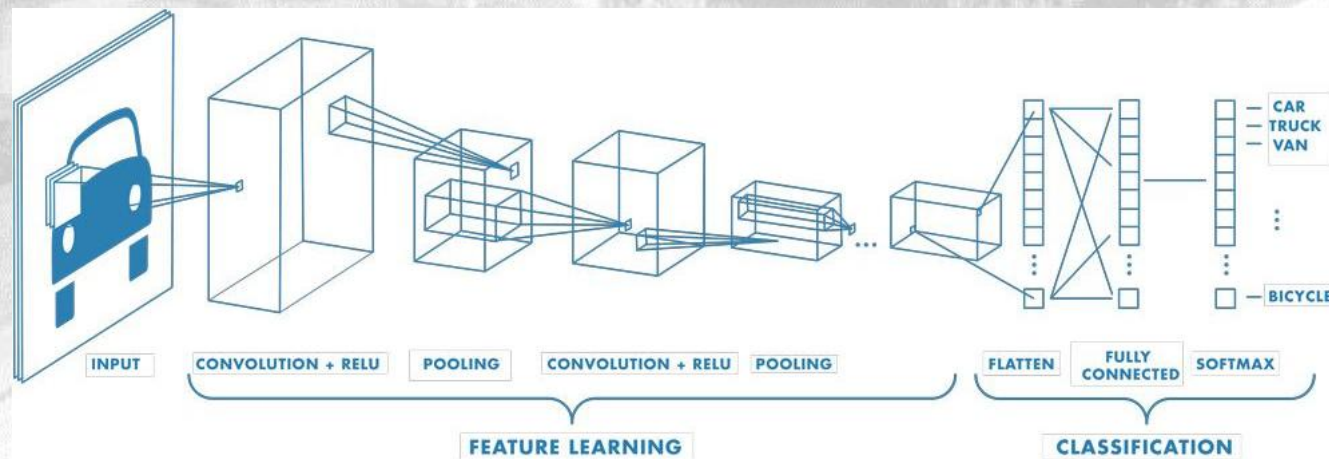 CAR
TRUCK
VAN
BICYCLE
INPUT
CONVOLUTION + RELU
POOLING
CONVOLUTION + RELU
POOLING
FLATTEN
FULLY
CONNECTED
SOFTMAX
FEATURE LEARNING
CLASSIFICATION